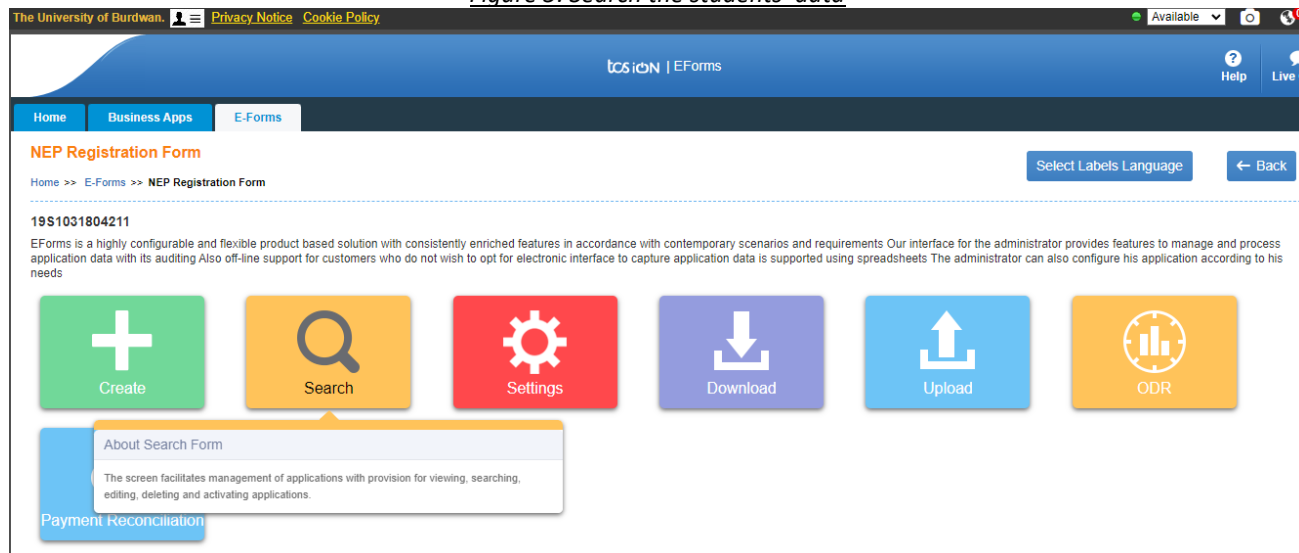 Figure 3: Search the students' data
The University of Burdwan. Privacy Notice Cookie Policy Available
tcs iON | EForms
Help Live
Home Business Apps E-Forms
NEP Registration Form
Select Labels Language ← Back
Home >> E-Forms >> NEP Registration Form
19S1031804211
EForms is a highly configurable and flexible product based solution with consistently enriched features in accordance with contemporary scenarios and requirements Our interface for the administrator provides features to manage and process
application data with its auditing Also off-line support for customers who do not wish to opt for electronic interface to capture application data is supported using spreadsheets The administrator can also configure his application according to his
needs
Create Search Settings Download Upload ODR
About Search Form
The screen facilitates management of applications with provision for viewing, searching,
editing, deleting and activating applications.
Payment Reconciliation